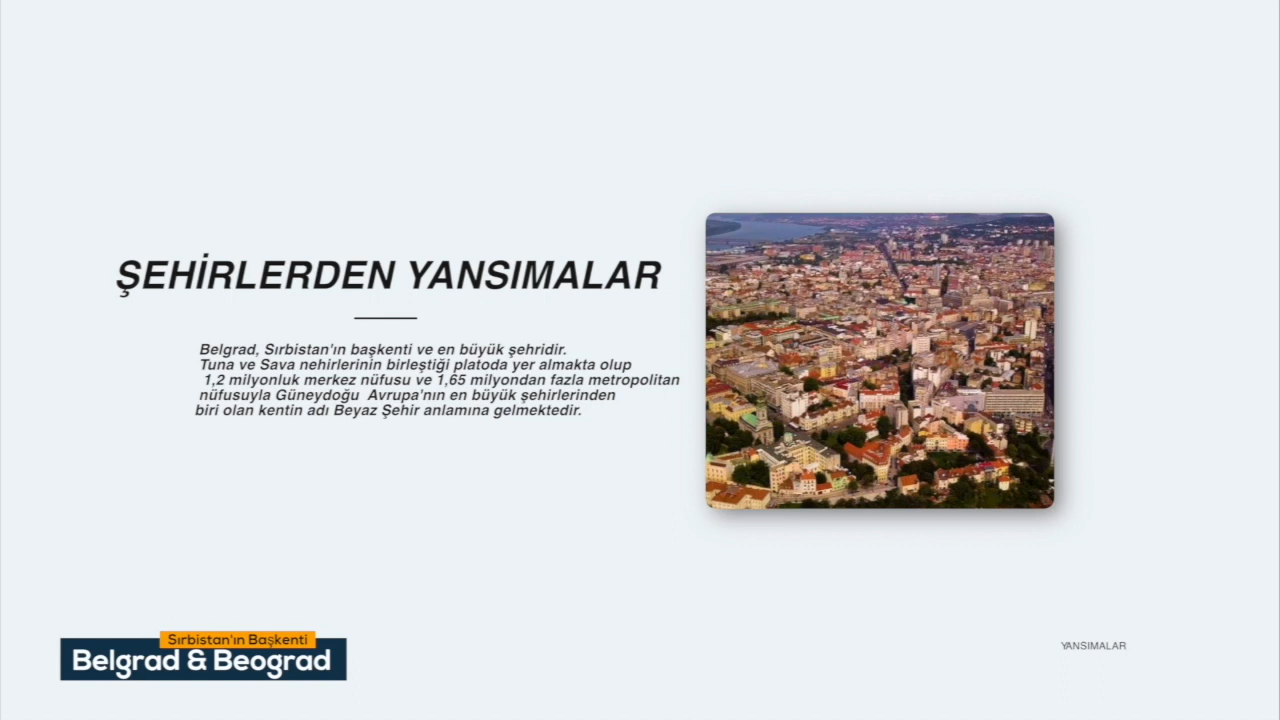 ŞEHİRLERDEN YANSIMALAR
Belgrad, Sırbistan'ın başkenti ve en büyük şehridir.
Tuna ve Sava nehirlerinin birleştiği platoda yer almakta olup
1,2 milyonluk merkez nüfusu ve 1,65 milyondan fazla metropolitan
nüfusuyla Güneydoğu Avrupa'nın en büyük şehirlerinden
biri olan kentin adı Beyaz Şehir anlamına gelmektedir.
Sırbistan'ın Başkenti
Belgrad & Beograd
YANSIMALAR